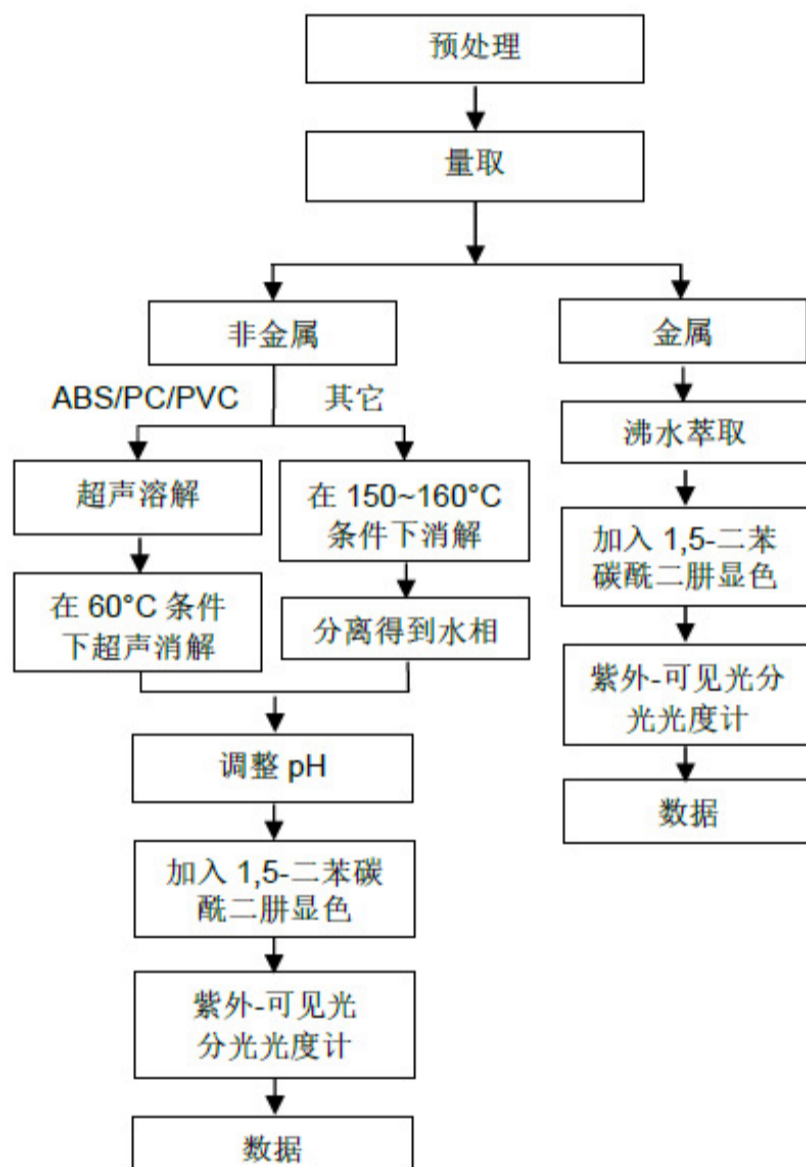 预处理
量取
非金属
金属
ABS/PC/PVC
其它
沸水萃取
超声溶解
在 150~160°C
条件下消解
加入 1,5-二苯
碳酰二肼显色
在 60°C 条件
下超声消解
分离得到水相
紫外-可见光分
光光度计
调整 pH
数据
加入 1,5-二苯碳
酰二肼显色
紫外-可见光
分光光度计
数据